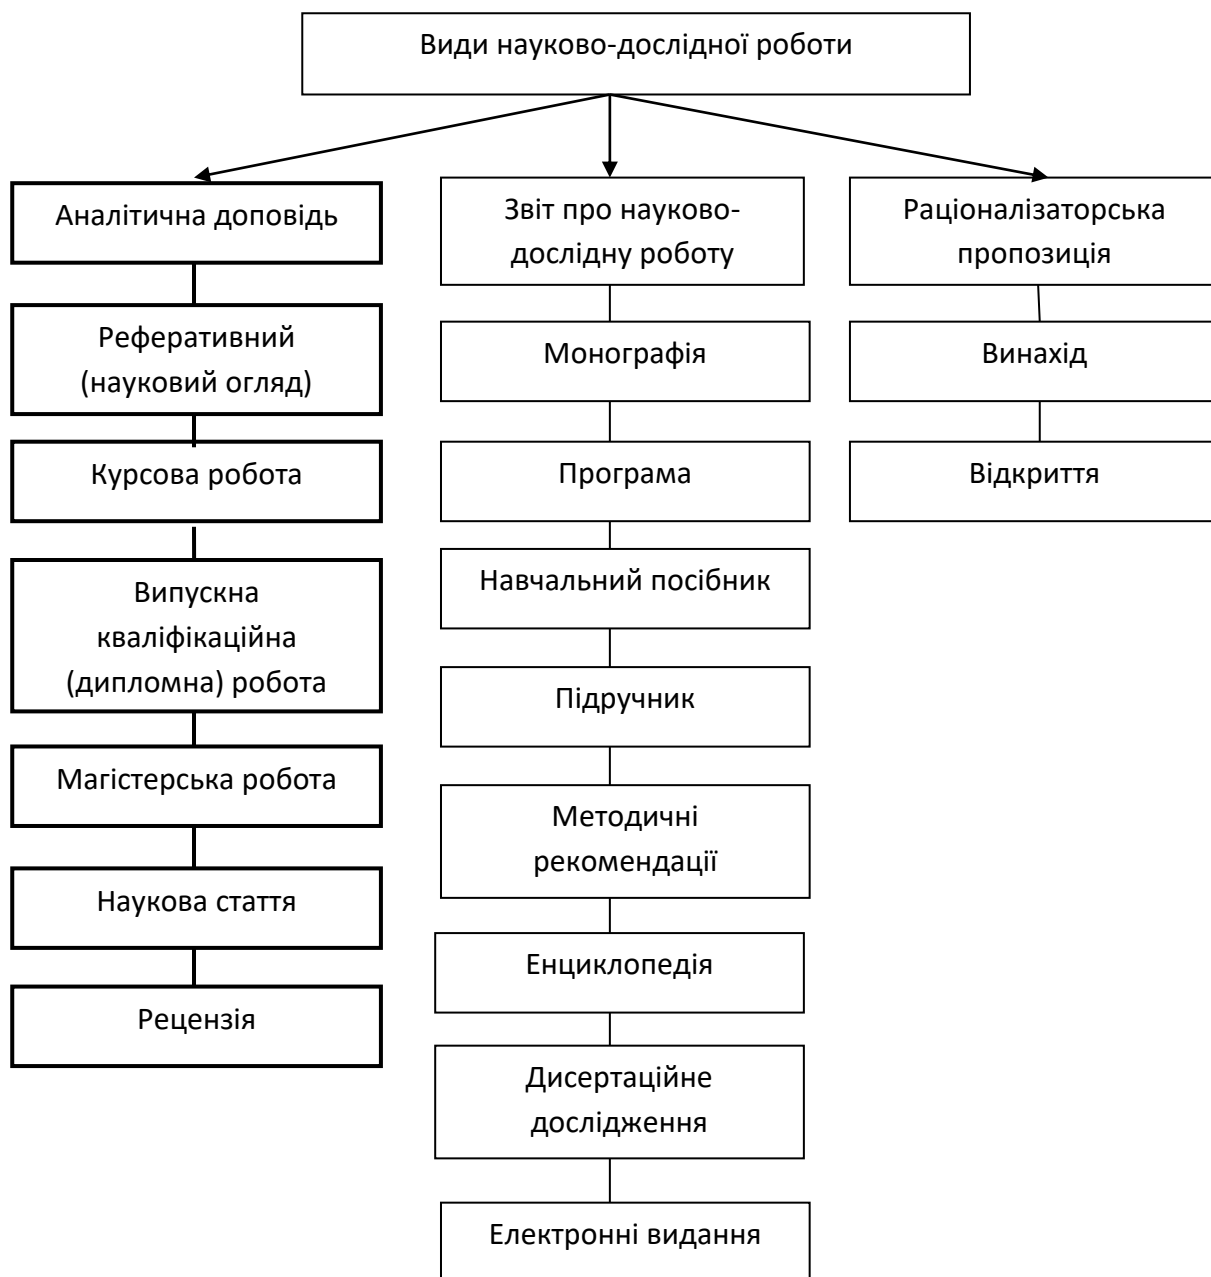 Види науково-дослідної роботи
Аналітична доповідь
Реферативний
(науковий огляд)
Курсова робота
Випускна
кваліфікаційна
(дипломна) робота
Магістерська робота
Наукова стаття
Рецензія
Звіт про науково-
дослідну роботу
Монографія
Програма
Навчальний посібник
Підручник
Методичні
рекомендації
Енциклопедія
Дисертаційне
дослідження
Електронні видання
Раціоналізаторська
пропозиція
Винахід
Відкриття